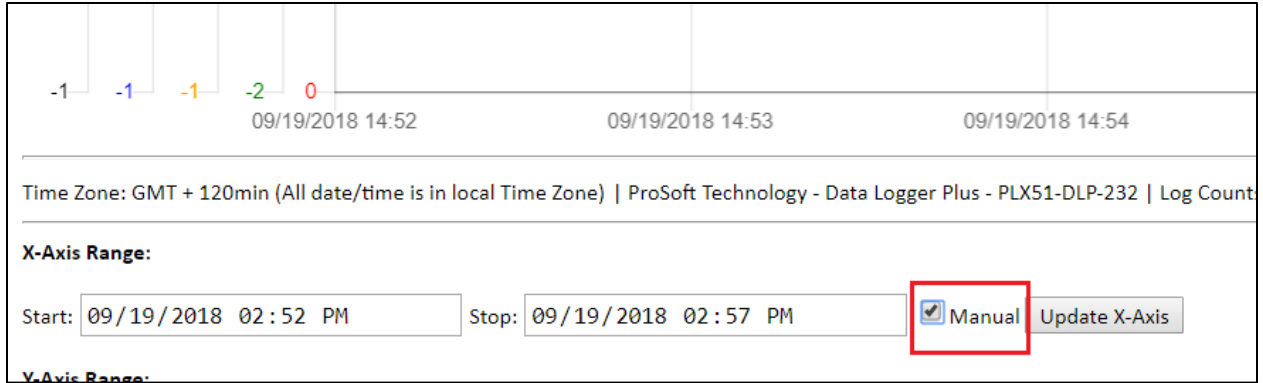 -1 -1 -1 -2 0
09/19/2018 14:52 09/19/2018 14:53 09/19/2018 14:54
Time Zone: GMT + 120min (All date/time is in local Time Zone) | ProSoft Technology - Data Logger Plus - PLX51-DLP-232 | Log Count:
X-Axis Range:
Start: 09/19/2018 02:52 PM Stop: 09/19/2018 02:57 PM Manual Update X-Axis
Y-Axis Range: